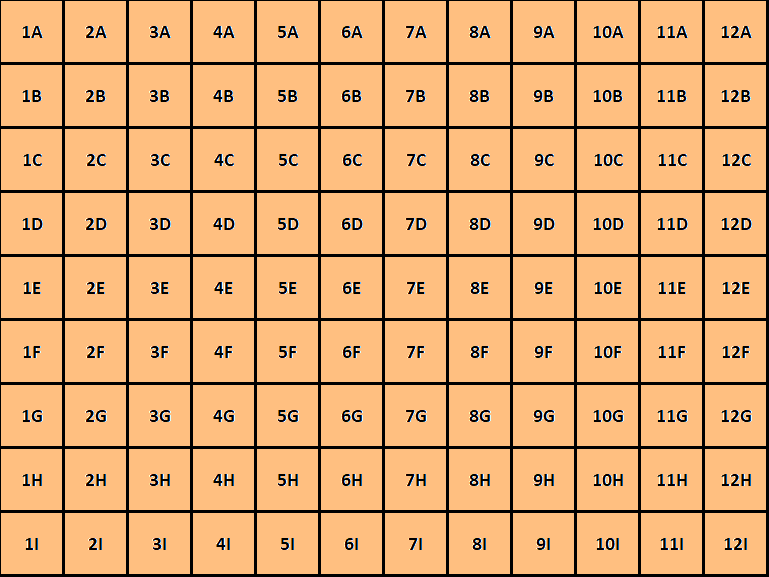 1A 2A 3A 4A 5A 6A 7A 8A 9A 10A 11A 12A
1B 2B 3B 4B 5B 6B 7B 8B 9B 10B 11B 12B
1C 2C 3C 4C 5C 6C 7C 8C 9C 10C 11C 12C
1D 2D 3D 4D 5D 6D 7D 8D 9D 10D 11D 12D
1E 2E 3E 4E 5E 6E 7E 8E 9E 10E 11E 12E
1F 2F 3F 4F 5F 6F 7F 8F 9F 10F 11F 12F
1G 2G 3G 4G 5G 6G 7G 8G 9G 10G 11G 12G
1H 2H 3H 4H 5H 6H 7H 8H 9H 10H 11H 12H
1I 2I 3I 4I 5I 6I 7I 8I 9I 10I 11I 12I